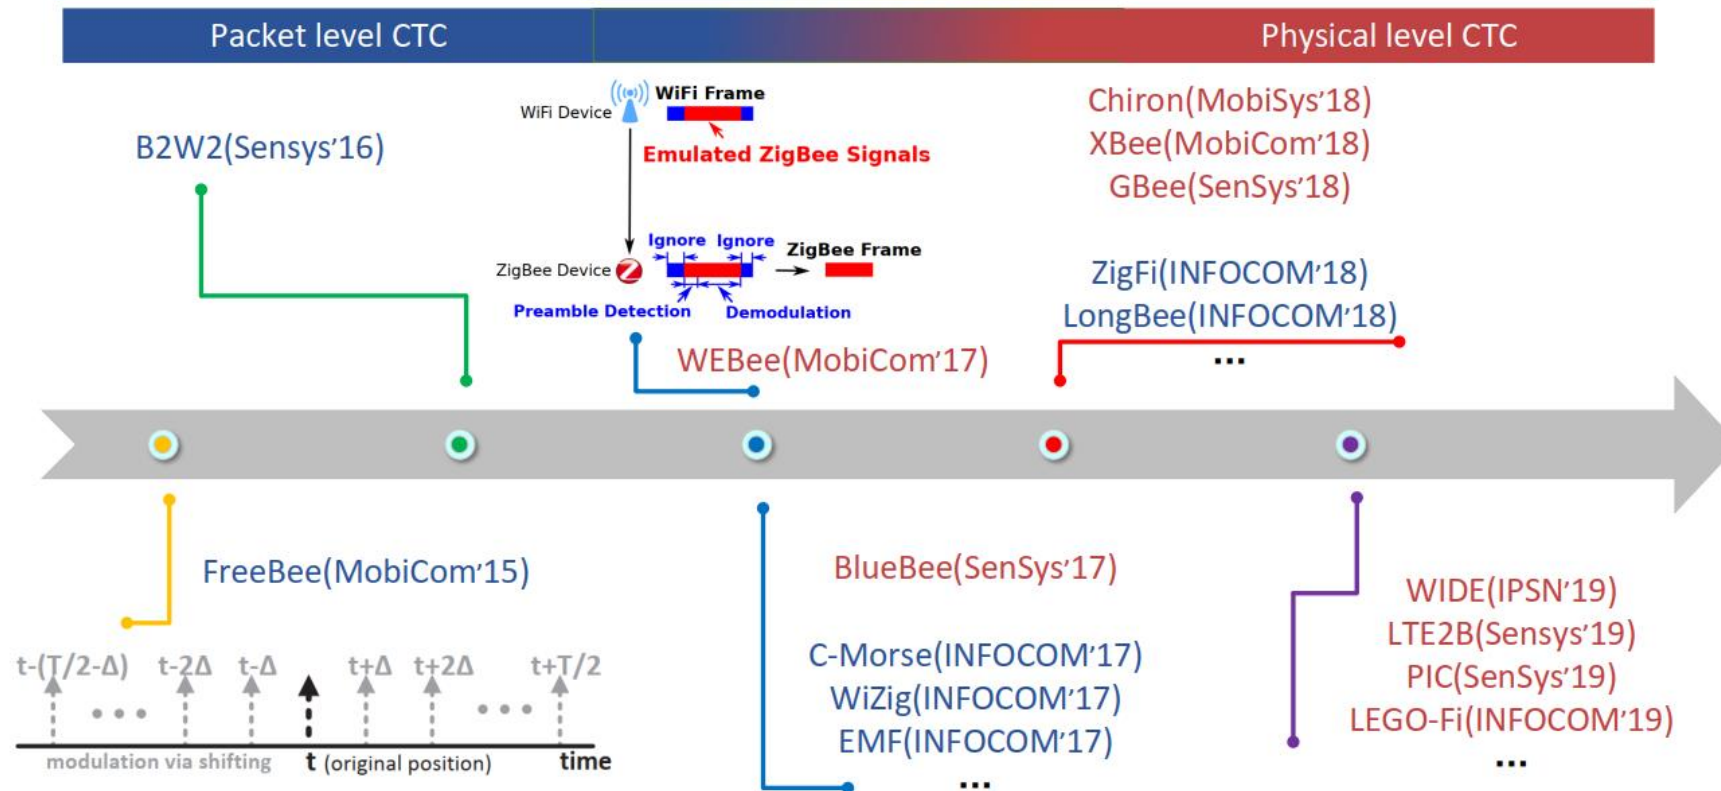 Packet level CTC
Physical level CTC
B2W2(Sensys’16)
WiFi Device
WiFi Frame
Emulated ZigBee Signals
ZigBee Device
Ignore Ignore
ZigBee Frame
Preamble Detection
Demodulation
WEBee(MobiCom’17)
Chiron(MobiSys’18)
XBee(MobiCom’18)
GBee(SenSys’18)
ZigFi(INFOCOM’18)
LongBee(INFOCOM’18)
...
FreeBee(MobiCom’15)
t-(T/2-Δ) t-2Δ t-Δ t+Δ t+2Δ t+T/2
modulation via shifting t (original position) time
BlueBee(SenSys’17)
C-Morse(INFOCOM’17)
WiZig(INFOCOM’17)
EMF(INFOCOM’17)
...
WIDE(IPSN’19)
LTE2B(Sensys’19)
PIC(SenSys’19)
LEGO-Fi(INFOCOM’19)
...